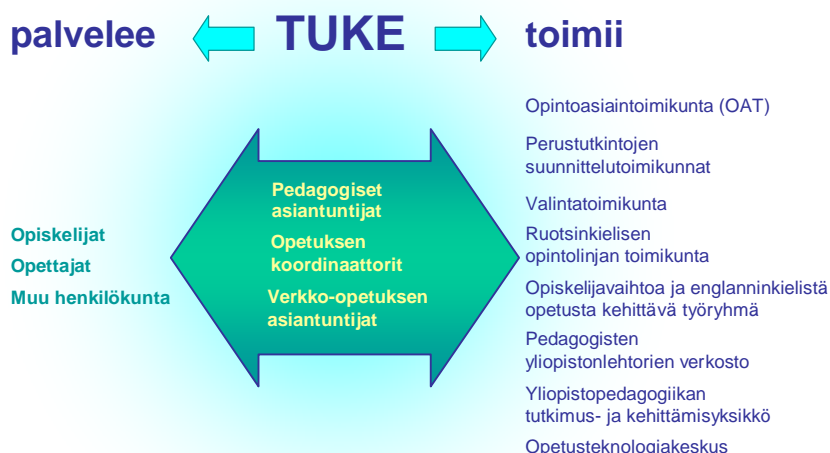 palvelee TUKE toimii
Opiskelijat
Opettajat
Muu henkilökunta
Pedagogiset
asiantuntijat
Opetuksen
koordinaattorit
Verkko-opetuksen
asiantuntijat
Opintoasiaintoimikunta (OAT)
Perustutkintojen
suunnittelutoimikunnat
Valintatoimikunta
Ruotsinkielisen
opintolinjan toimikunta
Opiskelijavaihtoa ja englanninkielistä
opetusta kehittävä työryhmä
Pedagogisten
yliopistonlehtorien verkosto
Yliopistopedagogiikan
tutkimus- ja kehittämisyksikkö
Opetusteknologiakeskus